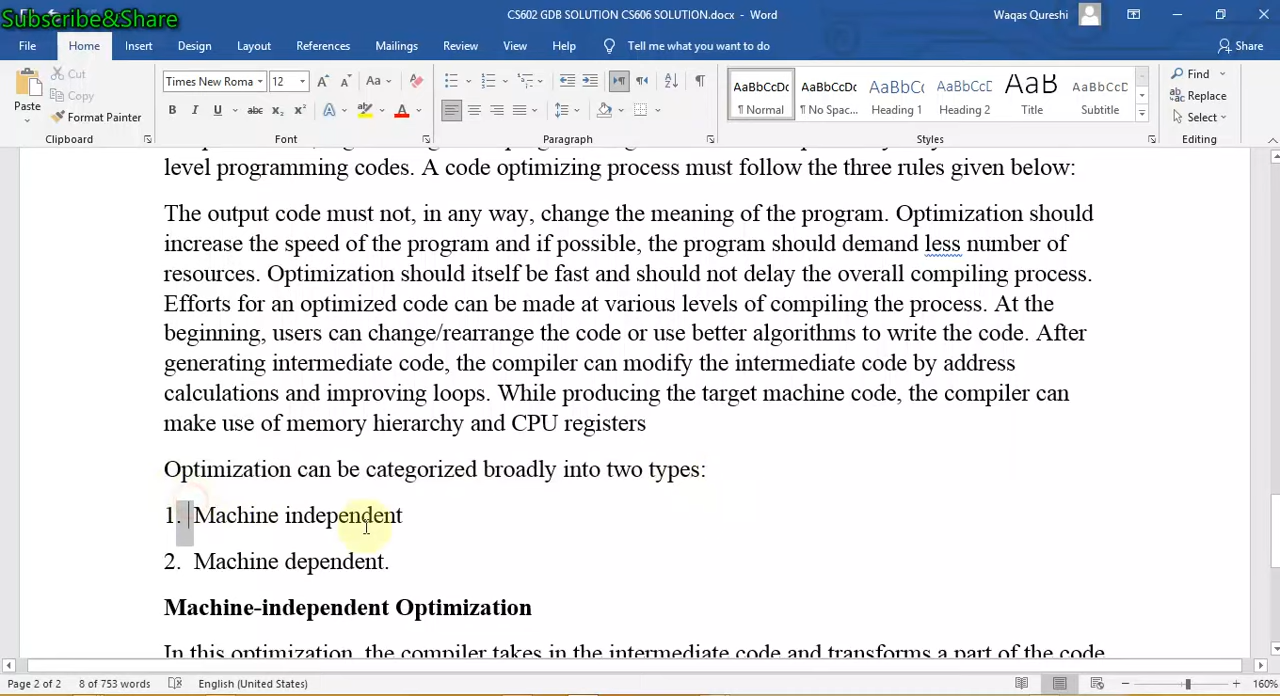 Subscribe&Share
CS602 GDB SOLUTION CS606 SOLUTION.docx - Word
Waqas Qureshi
File Home Insert Design Layout References Mailings Review View Help Tell me what you want to do Share
Paste
Cut
Copy
Format Painter
Clipboard
Times New Roma 12
Font
Paragraph
AaBbCcDc AaBbCcDc AaBbCc AaBbCcD AaB AaBbCcD
¶ Normal ¶ No Spac... Heading 1 Heading 2 Title Subtitle
Styles
Find
Replace
Select
Editing
level programming codes. A code optimizing process must follow the three rules given below:
The output code must not, in any way, change the meaning of the program. Optimization should
increase the speed of the program and if possible, the program should demand less number of
resources. Optimization should itself be fast and should not delay the overall compiling process.
Efforts for an optimized code can be made at various levels of compiling the process. At the
beginning, users can change/rearrange the code or use better algorithms to write the code. After
generating intermediate code, the compiler can modify the intermediate code by address
calculations and improving loops. While producing the target machine code, the compiler can
make use of memory hierarchy and CPU registers
Optimization can be categorized broadly into two types:
1. Machine independent
2. Machine dependent.
Machine-independent Optimization
In this optimization, the compiler takes in the intermediate code and transforms a part of the code
Page 2 of 2 8 of 753 words English (United States) 160%